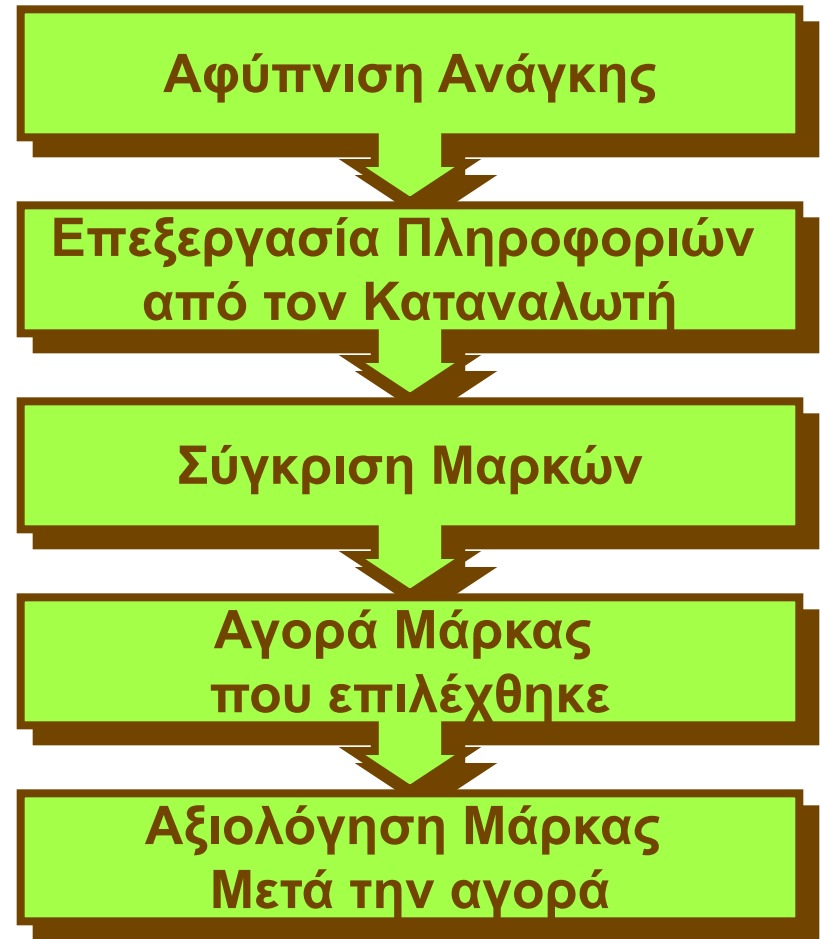 Αφύπνιση Ανάγκης
Επεξεργασία Πληροφοριών
από τον Καταναλωτή
Σύγκριση Μαρκών
Αγορά Μάρκας
που επιλέχθηκε
Αξιολόγηση Μάρκας
Μετά την αγορά